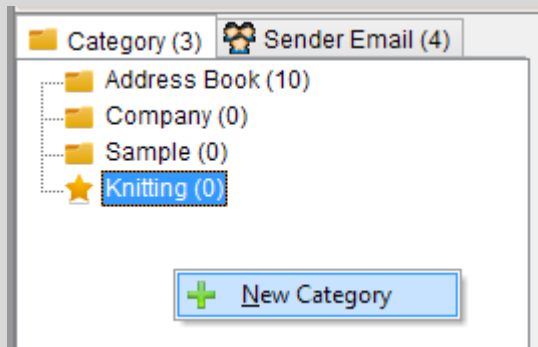 Category (3) Sender Email (4)
Address Book (10)
Company (0)
Sample (0)
Knitting (0)
New Category